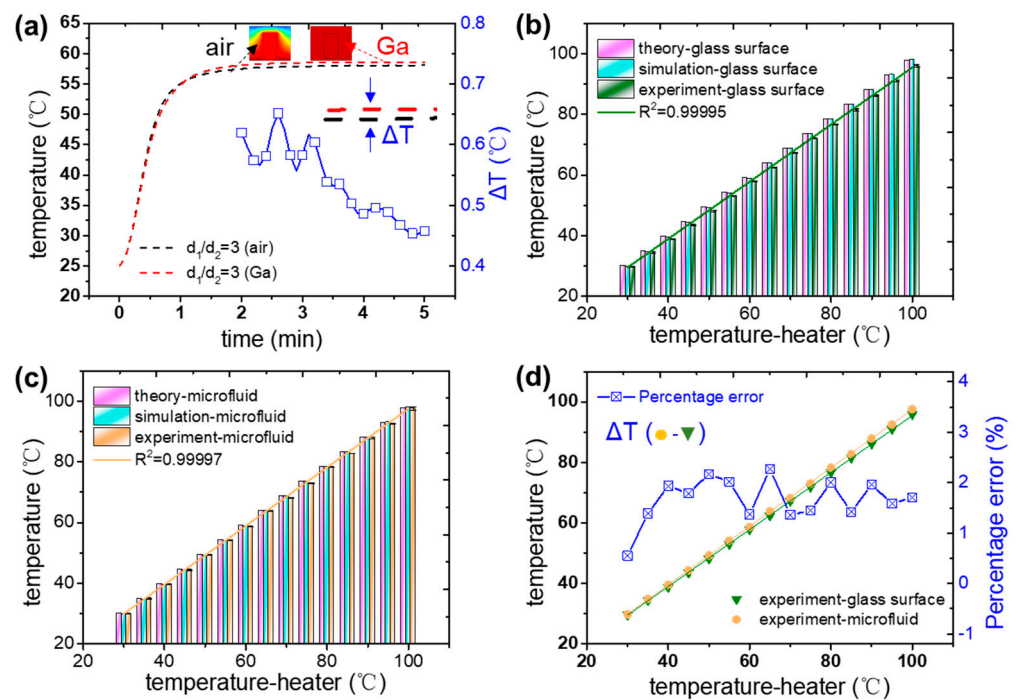 (a)
65
60
55
50
45
40
35
30
25
20
temperature (℃)
air
Ga
ΔT
d1/d2=3 (air)
d1/d2=3 (Ga)
0 1 2 3 4 5
time (min)
0.8
0.7
0.6
0.5
0.4
ΔT (℃)
(b)
theory-glass surface
simulation-glass surface
experiment-glass surface
R²=0.99995
100
80
60
40
20
temperature (℃)
20 40 60 80 100
temperature-heater (℃)
(c)
theory-microfluid
simulation-microfluid
experiment-microfluid
R²=0.99997
120
100
80
60
40
20
temperature (℃)
20 40 60 80 100
temperature-heater (℃)
(d)
Percentage error
ΔT ( - )
experiment-glass surface
experiment-microfluid
120
100
80
60
40
20
temperature (℃)
20 40 60 80 100
temperature-heater (℃)
4
3
2
1
0
-1
Percentage error (%)